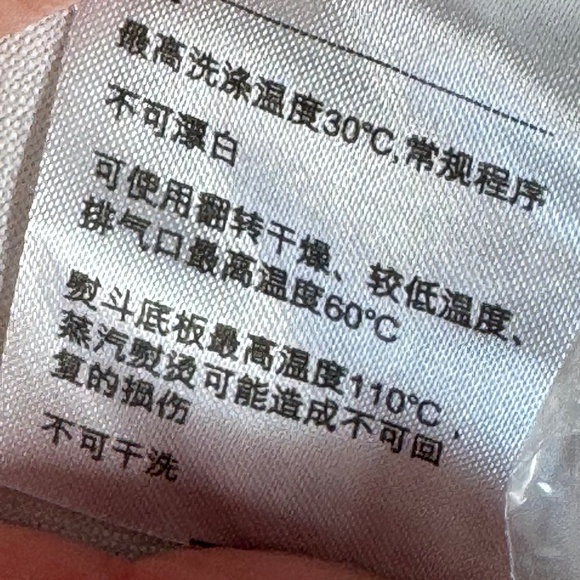 最高洗涤温度30℃,常规程序
不可漂白
可使用翻转干燥、较低温度、
排气口最高温度60℃
熨斗底板最高温度110℃，
蒸汽熨烫可能造成不可回
复的损伤
不可干洗